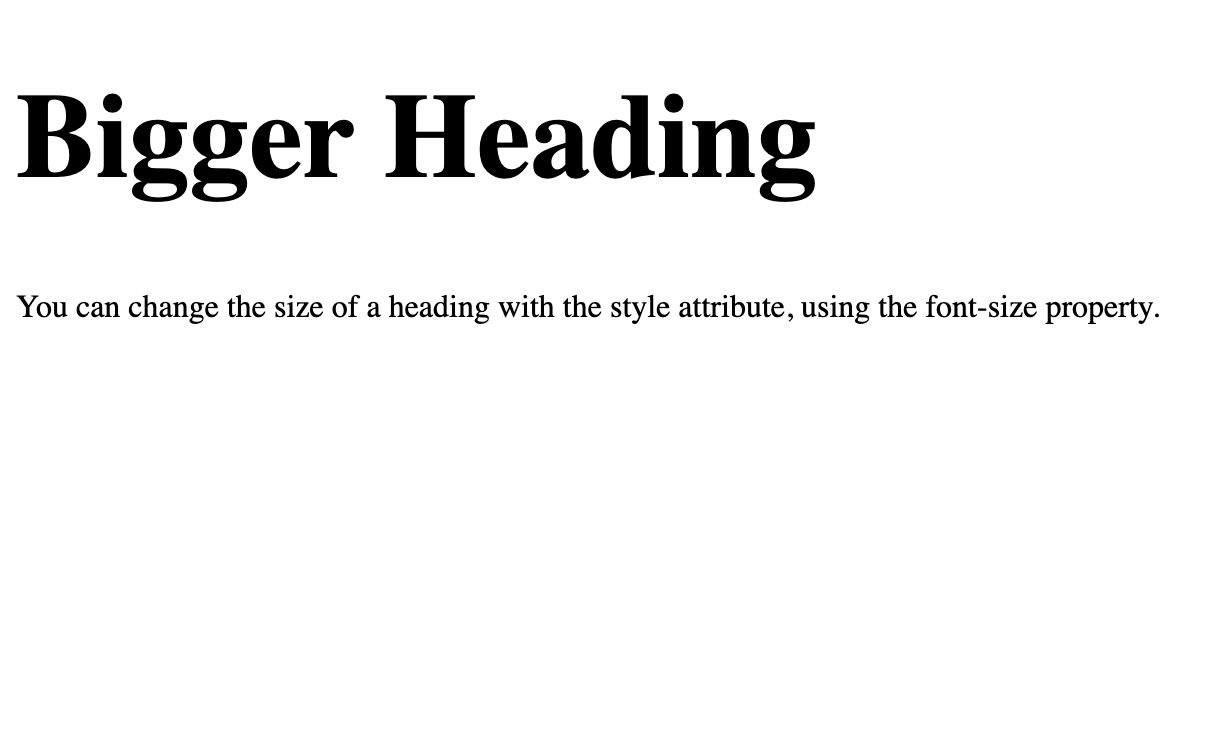 Bigger Heading
You can change the size of a heading with the style attribute, using the font-size property.